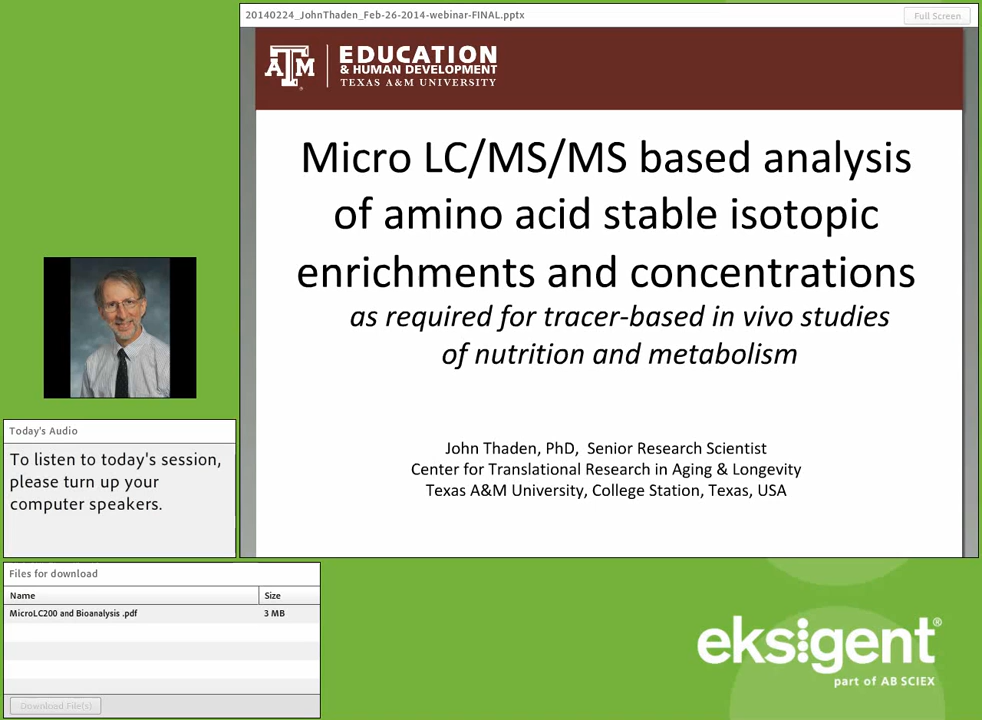 20140224_JohnThaden_Feb-26-2014-webinar-FINAL.pptx
Full Screen
ATM
EDUCATION
& HUMAN DEVELOPMENT
TEXAS A&M UNIVERSITY
Micro LC/MS/MS based analysis
of amino acid stable isotopic
enrichments and concentrations
as required for tracer-based in vivo studies
of nutrition and metabolism
John Thaden, PhD,  Senior Research Scientist
Center for Translational Research in Aging & Longevity
Texas A&M University, College Station, Texas, USA
Today's Audio
To listen to today's session,
please turn up your
computer speakers.
Files for download
Name Size
MicroLC200 and Bioanalysis .pdf 3 MB
Download File(s)
eksigent®
part of AB SCIEX